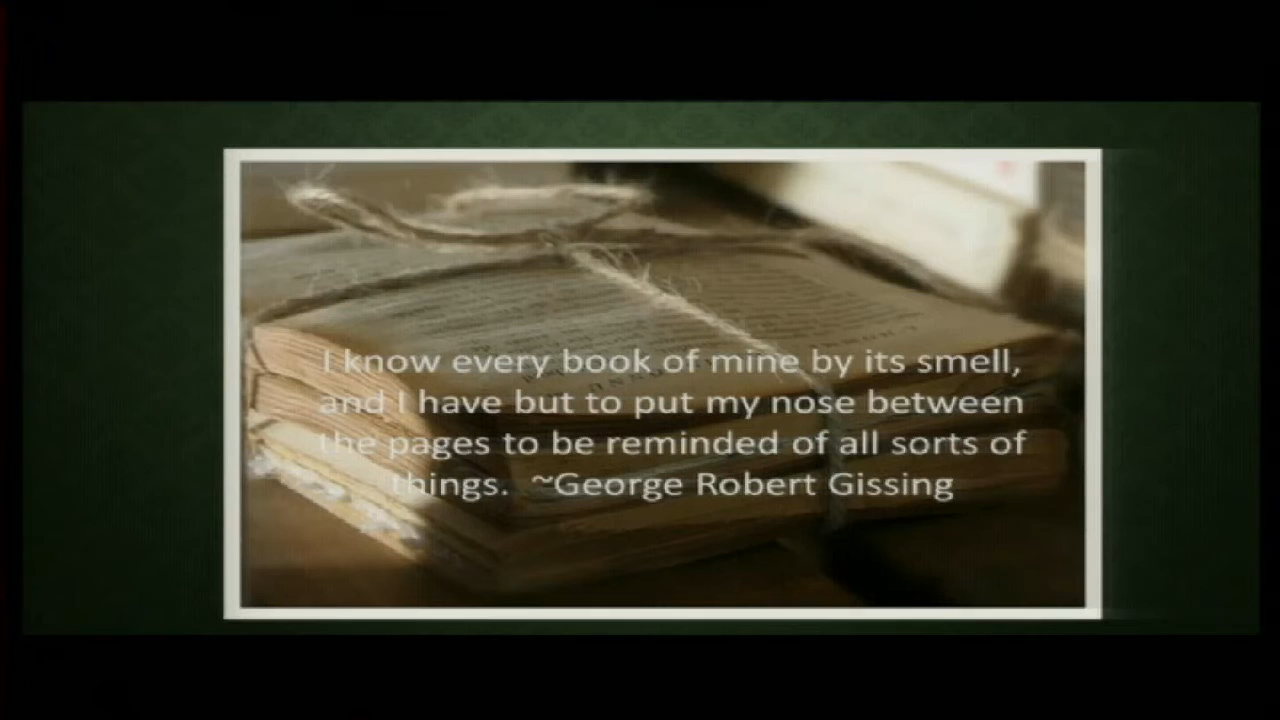 I know every book of mine by its smell,
and I have but to put my nose between
the pages to be reminded of all sorts of
things.  ~George Robert Gissing